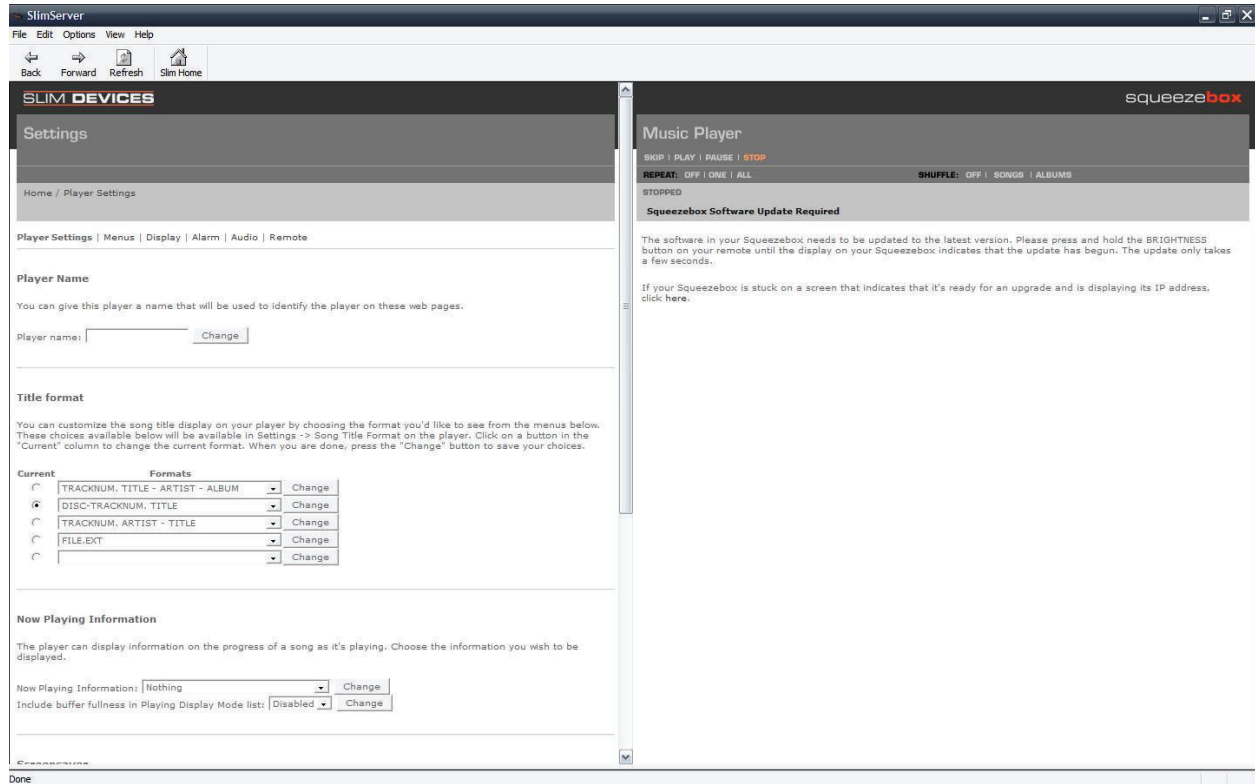 SlimServer
File Edit Options View Help
Back Forward Refresh Slim Home
SLIM DEVICES
Settings
Home / Player Settings
Player Settings | Menus | Display | Alarm | Audio | Remote
Player Name
You can give this player a name that will be used to identify the player on these web pages.
Player name: Change
Title format
You can customize the song title display on your player by choosing the format you'd like to see from the menus below.
These choices available below will be available in Settings -> Song Title Format on the player. Click on a button in the
"Current" column to change the current format. When you are done, press the "Change" button to save your choices.
Current Formats
TRACKNUM. TITLE - ARTIST - ALBUM Change
DISC-TRACKNUM. TITLE Change
TRACKNUM. ARTIST - TITLE Change
FILE.EXT Change
Change
Now Playing Information
The player can display information on the progress of a song as it's playing. Choose the information you wish to be
displayed.
Now Playing Information: Nothing Change
Include buffer fullness in Playing Display Mode list: Disabled Change
squeezebox
Music Player
SKIP | PLAY | PAUSE | STOP
REPEAT: OFF | ONE | ALL SHUFFLE: OFF | SONGS | ALBUMS
STOPPED
Squeezebox Software Update Required
The software in your Squeezebox needs to be updated to the latest version. Please press and hold the BRIGHTNESS
button on your remote until the display on your Squeezebox indicates that the update has begun. The update only takes
a few seconds.
If your Squeezebox is stuck on a screen that indicates that it's ready for an upgrade and is displaying its IP address,
click here.
Done